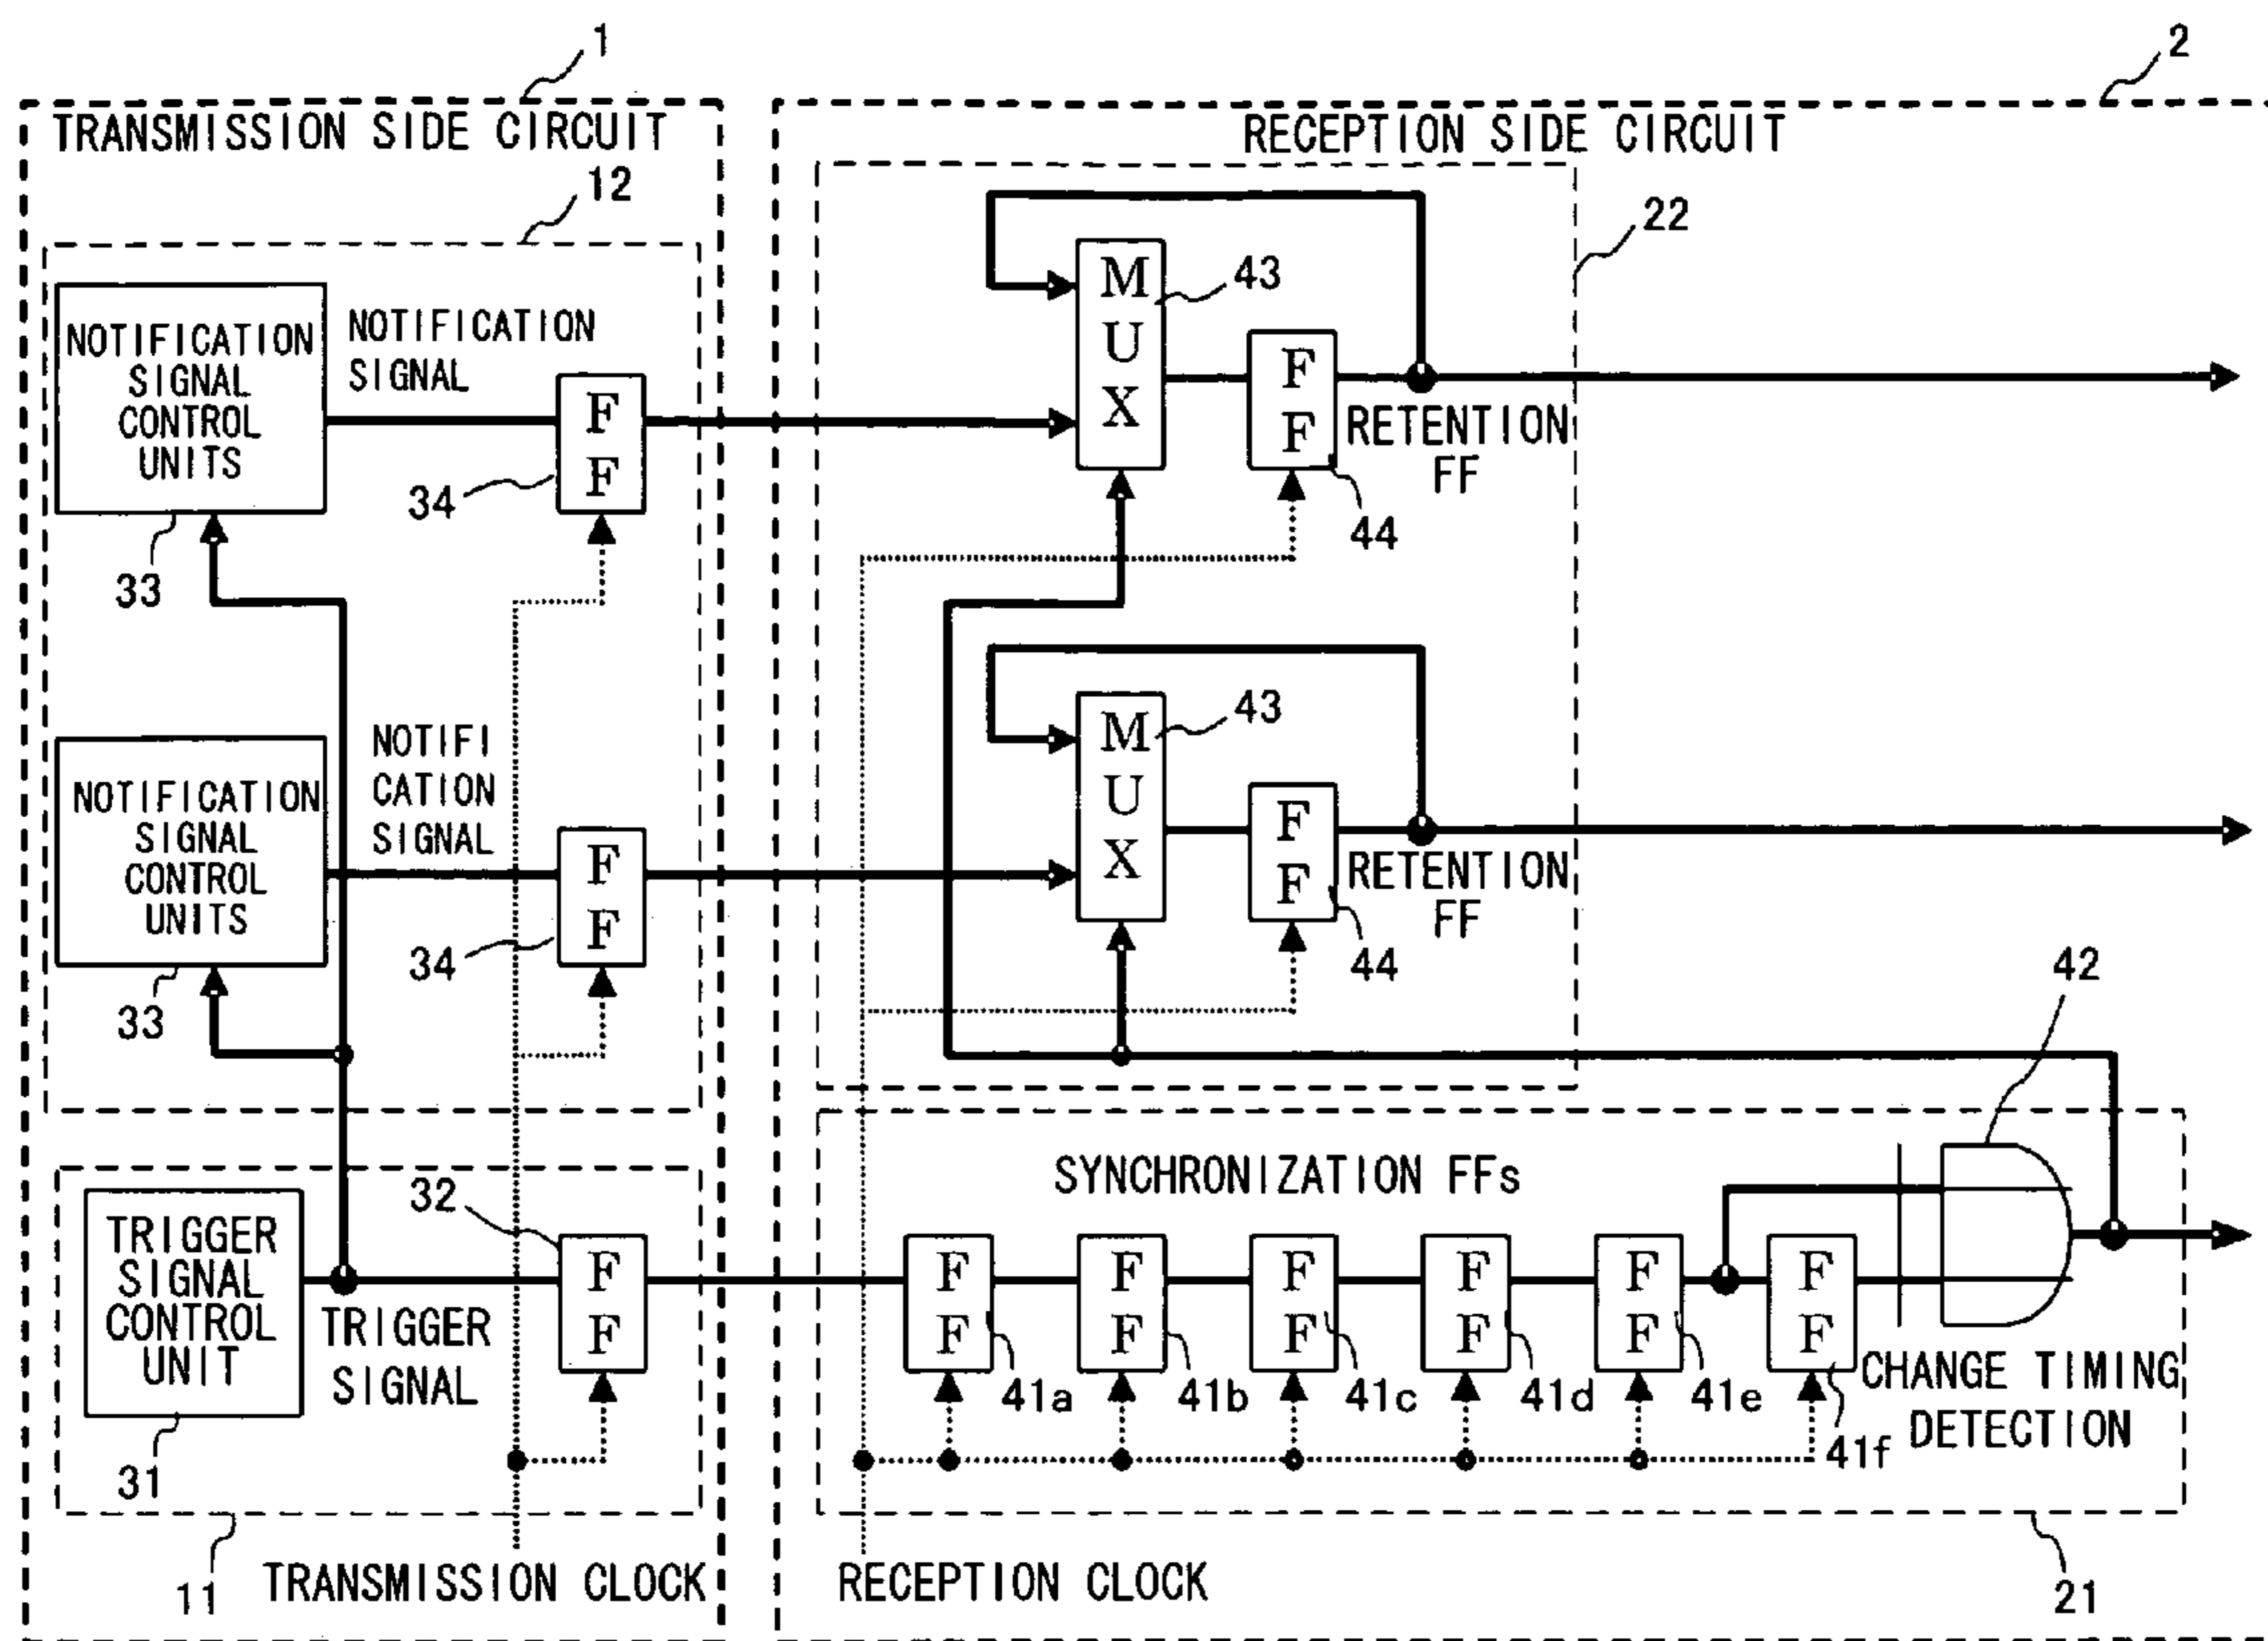 1
2
TRANSMISSION SIDE CIRCUIT
RECEPTION SIDE CIRCUIT
12
22
NOTIFICATION
SIGNAL
CONTROL
UNITS
33
NOTIFICATION
SIGNAL
F
F
34
M
U
X
43
F
F
RETENTION
FF
44
NOTIFICATION
SIGNAL
CONTROL
UNITS
33
NOTIFI
CATION
SIGNAL
F
F
34
M
U
X
43
F
F
RETENTION
FF
44
42
TRIGGER
SIGNAL
CONTROL
UNIT
31
TRIGGER
SIGNAL
32
F
F
SYNCHRONIZATION FFs
F
F
41a
F
F
41b
F
F
41c
F
F
41d
F
F
41e
F
F
41f
CHANGE TIMING
DETECTION
11
TRANSMISSION CLOCK
RECEPTION CLOCK
21